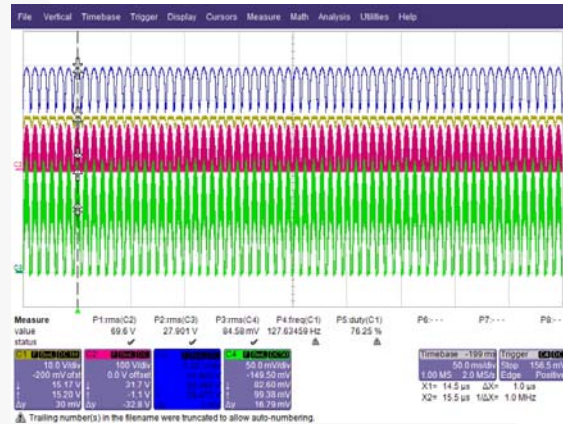 File Vertical Timebase Trigger Display Cursors Measure Math Analysis Utilities Help
Measure P1:rms(C2) P2:rms(C3) P3:rms(C4) P4:freq(C1) P5:duty(C1) P6:- - - P7:- - - P8:- -
value 69.6 V 27.901 V 84.58 mV 127.63459 Hz 76.25 %
status
C1 C2 C4 Timebase -199 ms Trigger
10.0 V/div 100 V/div 50.0 mV/div 50.0 ms/div Stop 156.5 mV
-200 mV ofst 0.0 V offset -149.50 mV 1.00 MS 2.0 MS/s Edge Positive
15.17 V 31.7 V 82.60 mV X1= 14.5 µs ΔX= 1.0 µs
15.20 V -1.1 V 99.38 mV X2= 15.5 µs 1/ΔX= 1.0 MHz
Δy 30 mV Δy -32.8 V Δy 16.79 mV
Trailing number(s) in the filename were truncated to allow auto-numbering.